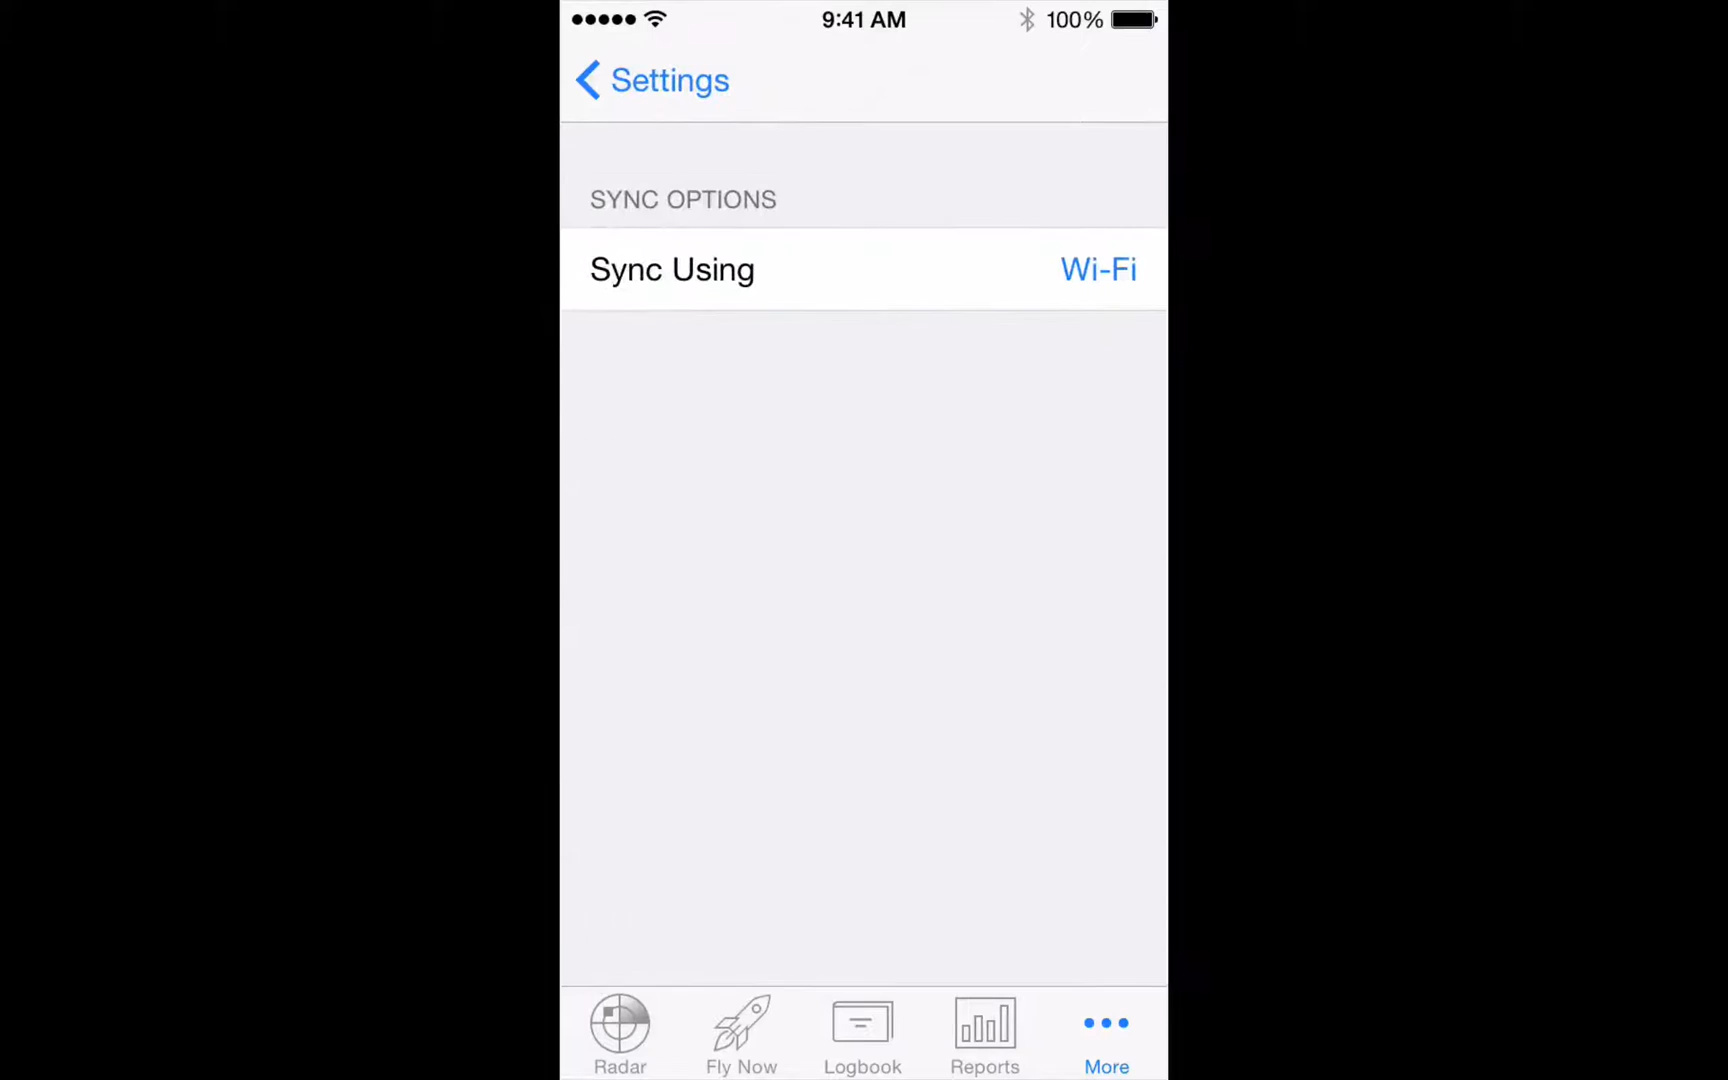 9:41 AM 100%
Settings
SYNC OPTIONS
Sync Using Wi-Fi
Radar Fly Now Logbook Reports More